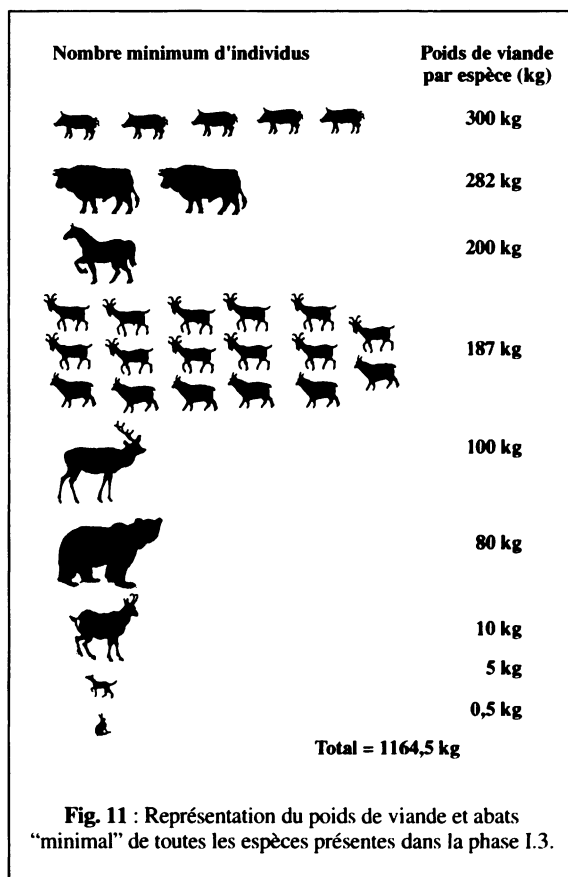 Nombre minimum d'individus
Poids de viande
par espèce (kg)
300 kg
282 kg
200 kg
187 kg
100 kg
80 kg
10 kg
5 kg
0,5 kg
Total = 1164,5 kg
Fig. 11 : Représentation du poids de viande et abats
“minimal” de toutes les espèces présentes dans la phase I.3.